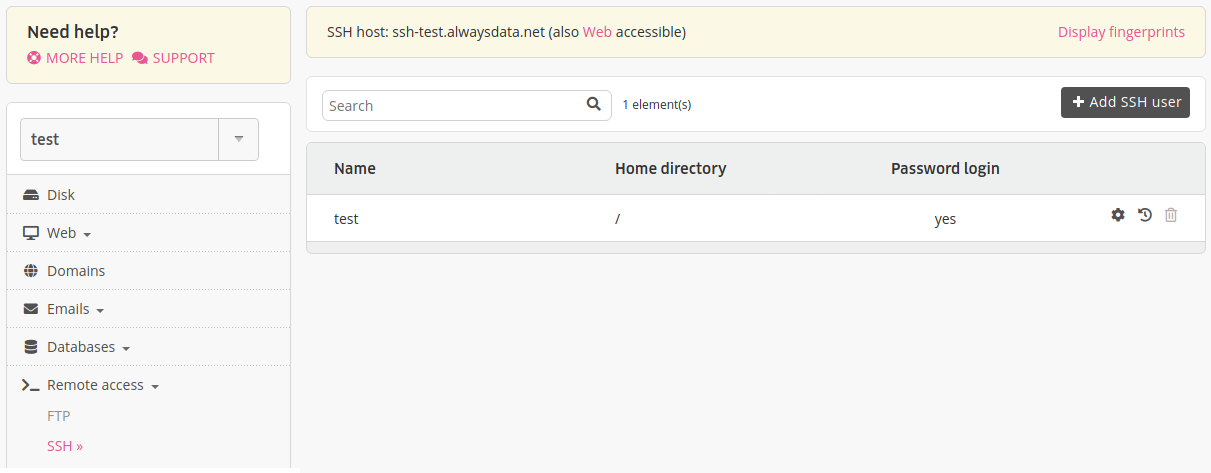 Need help?
MORE HELP SUPPORT
test
Disk
Web
Domains
Emails
Databases
Remote access
FTP
SSH »
SSH host: ssh-test.alwaysdata.net (also Web accessible)
Display fingerprints
Search
1 element(s)
Add SSH user
Name Home directory Password login
test / yes